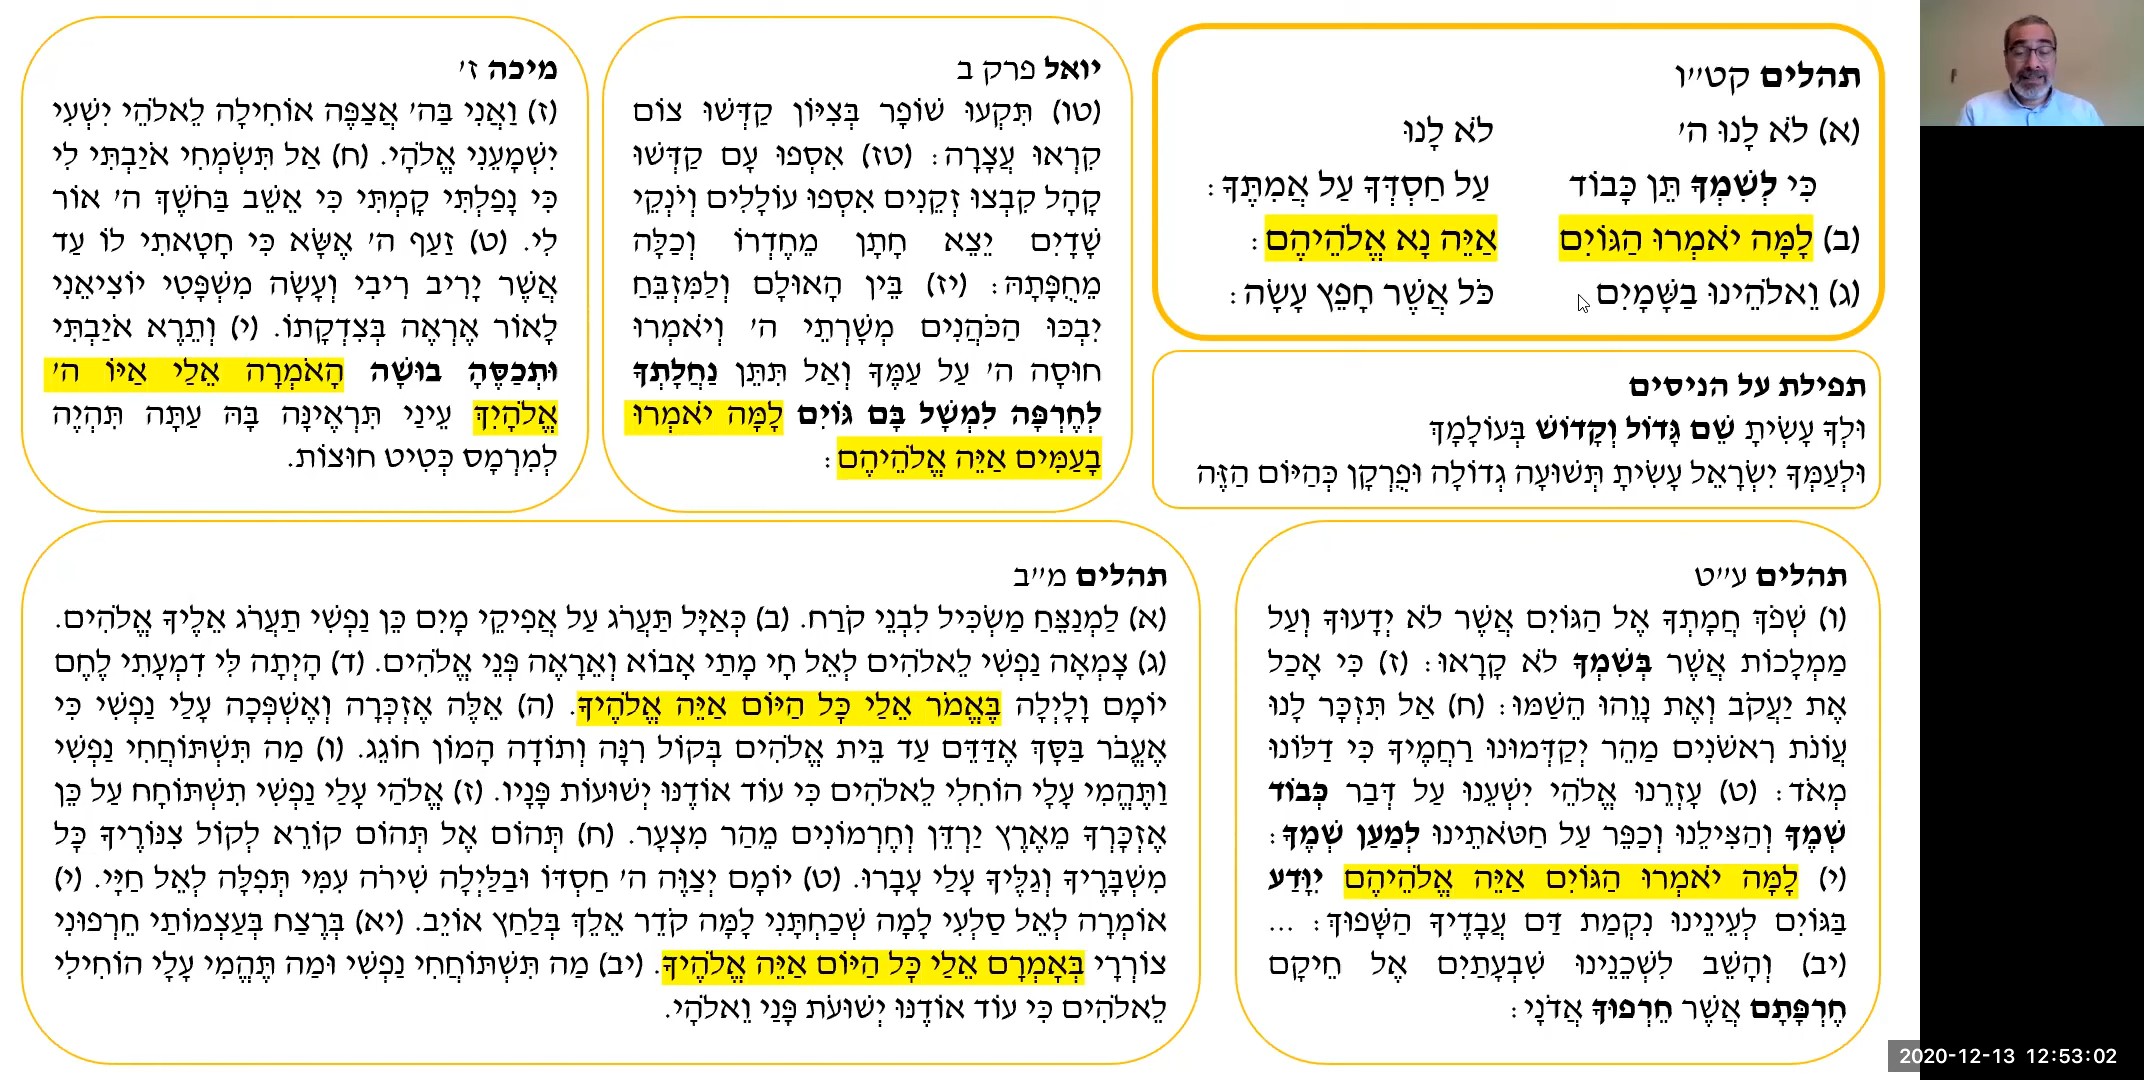 תהלים קט''ו
(א) לֹא לָנוּ ה' לֹא לָנוּ
כִּי לְשִׁמְךָ תֵּן כָּבוֹד עַל חַסְדְּךָ עַל אֲמִתֶּךָ:
(ב) לָמָּה יֹאמְרוּ הַגּוֹיִם אַיֵּה נָא אֱלֹהֵיהֶם:
(ג) וֵאלֹהֵינוּ בַשָּׁמָיִם כֹּל אֲשֶׁר חָפֵץ עָשָׂה:
תפילת על הניסים
וּלְךָ עָשִׂיתָ שֵׁם גָּדוֹל וְקָדוֹשׁ בְּעוֹלָמָךְ
וּלְעַמְּךָ יִשְׂרָאֵל עָשִׂיתָ תְּשׁוּעָה גְדוֹלָה וּפֻרְקָן כְּהַיּוֹם הַזֶּה
יואל פרק ב
(טו) תִּקְעוּ שׁוֹפָר בְּצִיּוֹן קַדְּשׁוּ צוֹם
קִרְאוּ עֲצָרָה: (טז) אִסְפוּ עָם קַדְּשׁוּ
קָהָל קִבְצוּ זְקֵנִים אִסְפוּ עוֹלָלִים וְיֹנְקֵי
שָׁדָיִם יֵצֵא חָתָן מֵחֶדְרוֹ וְכַלָּה
מֵחֻפָּתָהּ: (יז) בֵּין הָאוּלָם וְלַמִּזְבֵּחַ
יִבְכּוּ הַכֹּהֲנִים מְשָׁרְתֵי ה' וְיֹאמְרוּ
חוּסָה ה' עַל עַמֶּךָ וְאַל תִּתֵּן נַחֲלָתְךָ
לְחֶרְפָּה לִמְשָׁל בָּם גּוֹיִם לָמָּה יֹאמְרוּ
בָעַמִּים אַיֵּה אֱלֹהֵיהֶם:
מיכה ז'
(ז) וַאֲנִי בַּה' אֲצַפֶּה אוֹחִילָה לֵאלֹהֵי יִשְׁעִי
יִשְׁמָעֵנִי אֱלֹהָי. (ח) אַל תִּשְׂמְחִי אֹיַבְתִּי לִי
כִּי נָפַלְתִּי קָמְתִּי כִּי אֵשֵׁב בַּחֹשֶׁךְ ה' אוֹר
לִי. (ט) זַעַף ה' אֶשָּׂא כִּי חָטָאתִי לוֹ עַד
אֲשֶׁר יָרִיב רִיבִי וְעָשָׂה מִשְׁפָּטִי יוֹצִיאֵנִי
לָאוֹר אֶרְאֶה בְּצִדְקָתוֹ. (י) וְתֵרֶא אֹיַבְתִּי
וּתְכַסֶּהָ בוּשָׁה הָאֹמְרָה אֵלַי אַיּוֹ ה'
אֱלֹהָיִךְ עֵינַי תִּרְאֶינָּה בָּהּ עַתָּה תִּהְיֶה
לְמִרְמָס כְּטִיט חוּצוֹת.
תהלים ע''ט
(ו) שְׁפֹךְ חֲמָתְךָ אֶל הַגּוֹיִם אֲשֶׁר לֹא יְדָעוּךָ וְעַל
מַמְלָכוֹת אֲשֶׁר בְּשִׁמְךָ לֹא קָרָאוּ: (ז) כִּי אָכַל
אֶת יַעֲקֹב וְאֶת נָוֵהוּ הֵשַׁמּוּ: (ח) אַל תִּזְכָּר לָנוּ
עֲוֹנֹת רִאשֹׁנִים מַהֵר יְקַדְּמוּנוּ רַחֲמֶיךָ כִּי דַלּוֹנוּ
מְאֹד: (ט) עָזְרֵנוּ אֱלֹהֵי יִשְׁעֵנוּ עַל דְּבַר כְּבוֹד
שְׁמֶךָ וְהַצִּילֵנוּ וְכַפֵּר עַל חַטֹּאתֵינוּ לְמַעַן שְׁמֶךָ:
(י) לָמָּה יֹאמְרוּ הַגּוֹיִם אַיֵּה אֱלֹהֵיהֶם יִוָּדַע
בַּגּוֹיִם לְעֵינֵינוּ נִקְמַת דַּם עֲבָדֶיךָ הַשָּׁפוּךְ: ...
(יב) וְהָשֵׁב לִשְׁכֵנֵינוּ שִׁבְעָתַיִם אֶל חֵיקָם
חֶרְפָּתָם אֲשֶׁר חֵרְפוּךָ אֲדֹנָי:
תהלים מ''ב
(א) לַמְנַצֵּחַ מַשְׂכִּיל לִבְנֵי קֹרַח. (ב) כְּאַיָּל תַּעֲרֹג עַל אֲפִיקֵי מָיִם כֵּן נַפְשִׁי תַעֲרֹג אֵלֶיךָ אֱלֹהִים.
(ג) צָמְאָה נַפְשִׁי לֵאלֹהִים לְאֵל חָי מָתַי אָבוֹא וְאֵרָאֶה פְּנֵי אֱלֹהִים. (ד) הָיְתָה לִּי דִמְעָתִי לֶחֶם
יוֹמָם וָלָיְלָה בֶּאֱמֹר אֵלַי כָּל הַיּוֹם אַיֵּה אֱלֹהֶיךָ. (ה) אֵלֶּה אֶזְכְּרָה וְאֶשְׁפְּכָה עָלַי נַפְשִׁי כִּי
אֶעֱבֹר בַּסָּךְ אֶדַּדֵּם עַד בֵּית אֱלֹהִים בְּקוֹל רִנָּה וְתוֹדָה הָמוֹן חוֹגֵג. (ו) מַה תִּשְׁתּוֹחֲחִי נַפְשִׁי
וַתֶּהֱמִי עָלָי הוֹחִלִי לֵאלֹהִים כִּי עוֹד אוֹדֶנּוּ יְשׁוּעוֹת פָּנָיו. (ז) אֱלֹהַי עָלַי נַפְשִׁי תִשְׁתּוֹחָח עַל כֵּן
אֶזְכָּרְךָ מֵאֶרֶץ יַרְדֵּן וְחֶרְמוֹנִים מֵהַר מִצְעָר. (ח) תְּהוֹם אֶל תְּהוֹם קוֹרֵא לְקוֹל צִנּוֹרֶיךָ כָּל
מִשְׁבָּרֶיךָ וְגַלֶּיךָ עָלַי עָבָרוּ. (ט) יוֹמָם יְצַוֶּה ה' חַסְדּוֹ וּבַלַּיְלָה שִׁירֹה עִמִּי תְּפִלָּה לְאֵל חַיָּי. (י)
אוֹמְרָה לְאֵל סַלְעִי לָמָה שְׁכַחְתָּנִי לָמָּה קֹדֵר אֵלֵךְ בְּלַחַץ אוֹיֵב. (יא) בְּרֶצַח בְּעַצְמוֹתַי חֵרְפוּנִי
צוֹרְרָי בְּאָמְרָם אֵלַי כָּל הַיּוֹם אַיֵּה אֱלֹהֶיךָ. (יב) מַה תִּשְׁתּוֹחֲחִי נַפְשִׁי וּמַה תֶּהֱמִי עָלָי הוֹחִילִי
לֵאלֹהִים כִּי עוֹד אוֹדֶנּוּ יְשׁוּעֹת פָּנַי וֵאלֹהָי.
2020-12-13 12:53:02